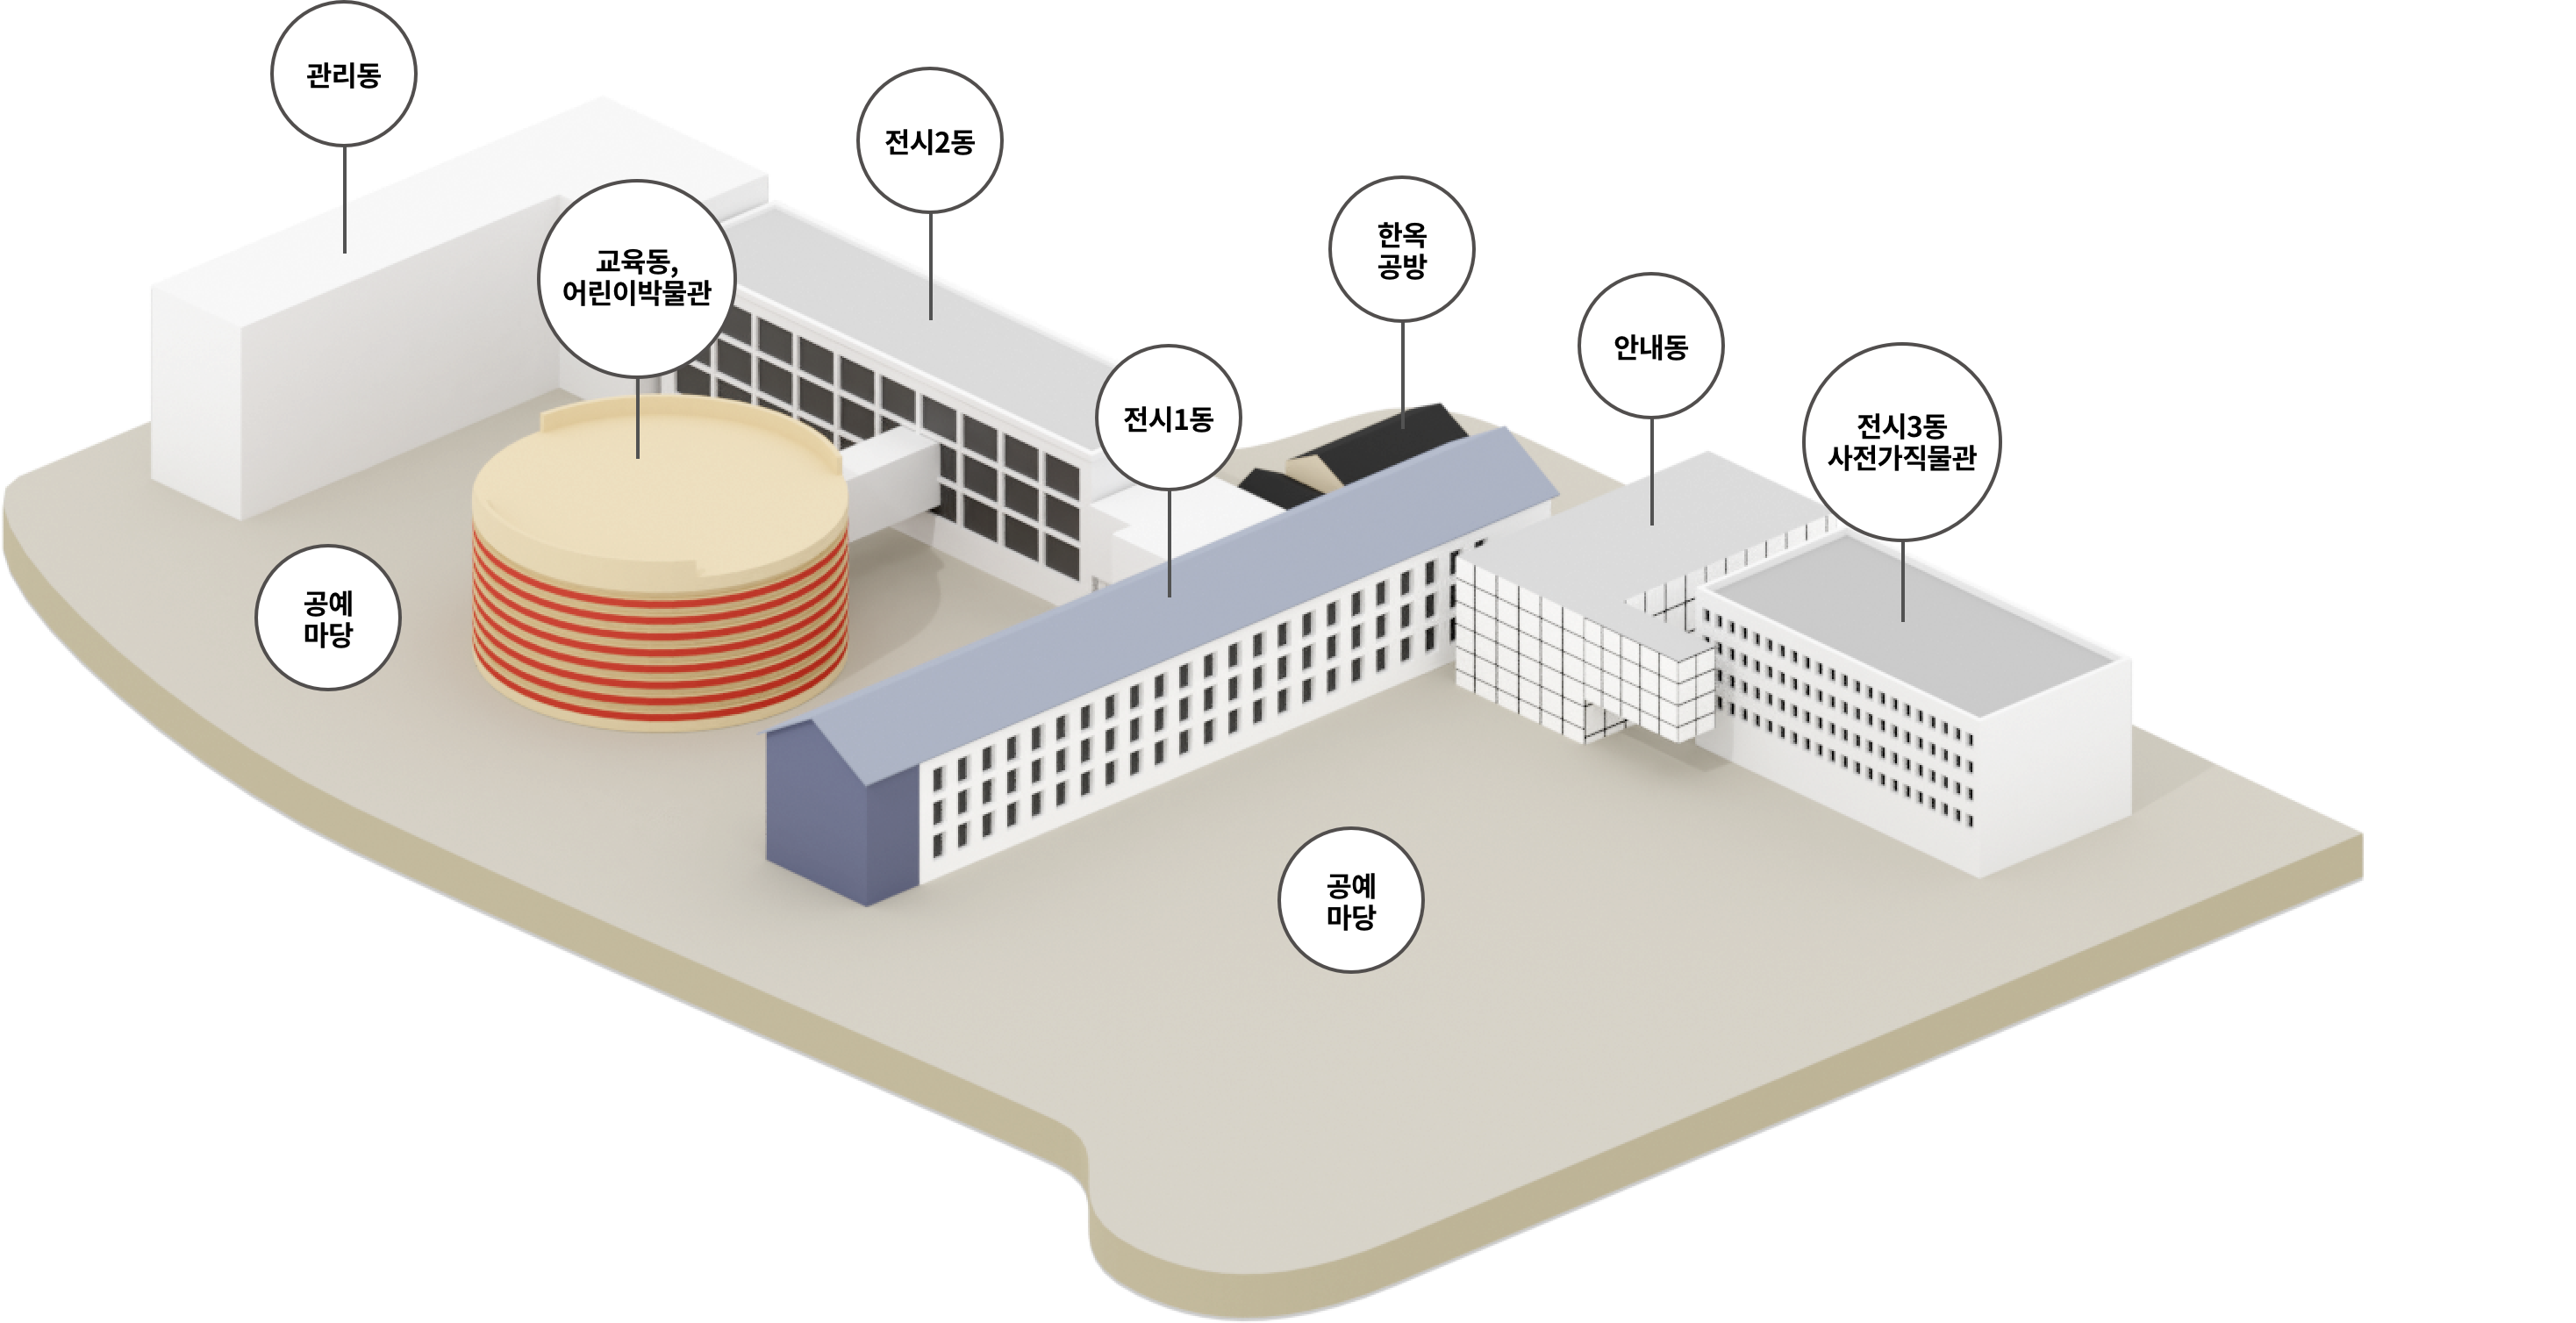 관리동
전시2동
교육동,
어린이박물관
한옥
공방
안내동
전시1동
전시3동
사전가직물관
공예
마당
공예
마당